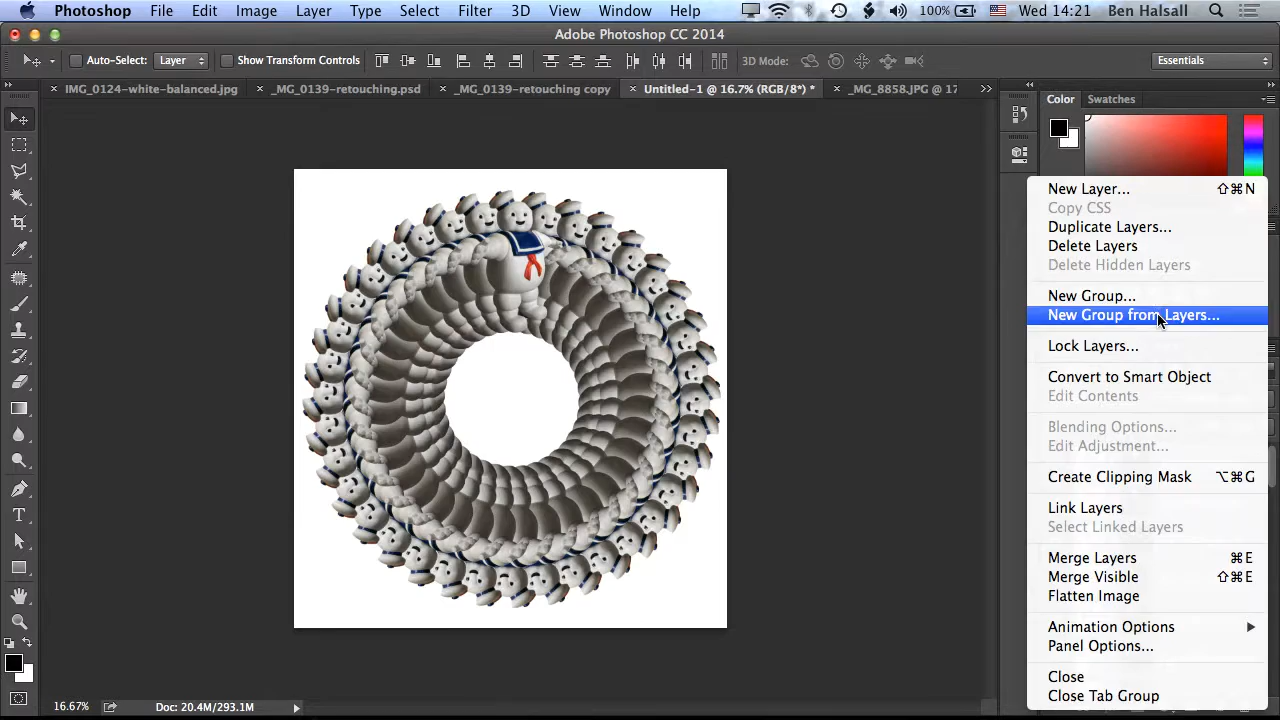 Photoshop File Edit Image Layer Type Select Filter 3D View Window Help 100% Wed 14:21 Ben Halsall
Adobe Photoshop CC 2014
Auto-Select: Layer Show Transform Controls 3D Mode: Essentials
IMG_0124-white-balanced.jpg _MG_0139-retouching.psd _MG_0139-retouching copy Untitled-1 @ 16.7% (RGB/8*) * _MG_8858.JPG @ 17
Color Swatches
New Layer... ⇧⌘N
Copy CSS
Duplicate Layers...
Delete Layers
Delete Hidden Layers
New Group...
New Group from Layers...
Lock Layers...
Convert to Smart Object
Edit Contents
Blending Options...
Edit Adjustment...
Create Clipping Mask ⌥⌘G
Link Layers
Select Linked Layers
Merge Layers ⌘E
Merge Visible ⇧⌘E
Flatten Image
Animation Options
Panel Options...
Close
Close Tab Group
16.67% Doc: 20.4M/293.1M